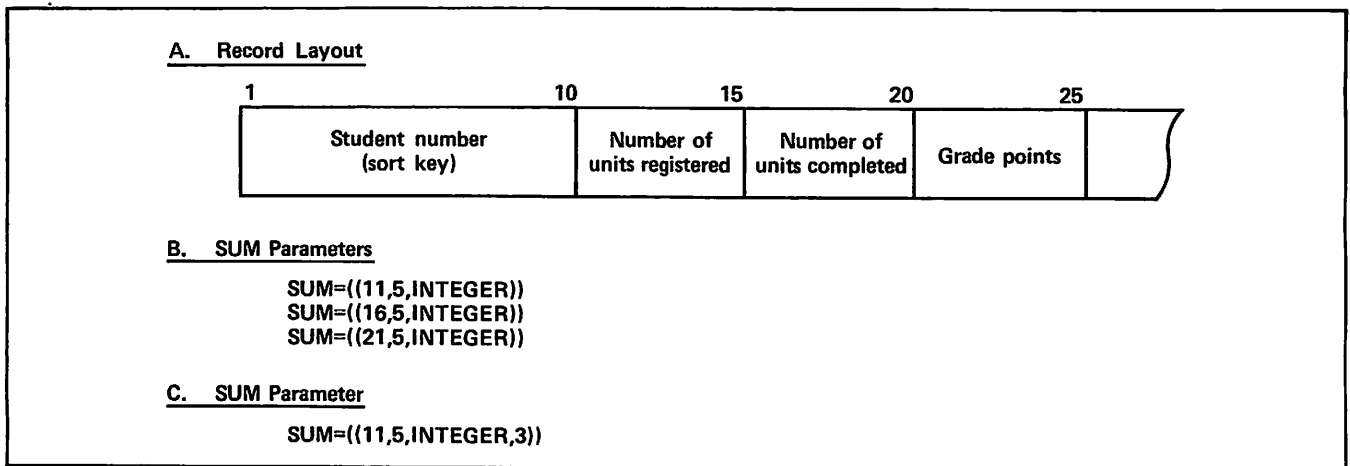 A. Record Layout
1 10 15 20 25
Student number
(sort key)
Number of
units registered
Number of
units completed
Grade points
B. SUM Parameters
SUM=((11,5,INTEGER))
SUM=((16,5,INTEGER))
SUM=((21,5,INTEGER))
C. SUM Parameter
SUM=((11,5,INTEGER,3))